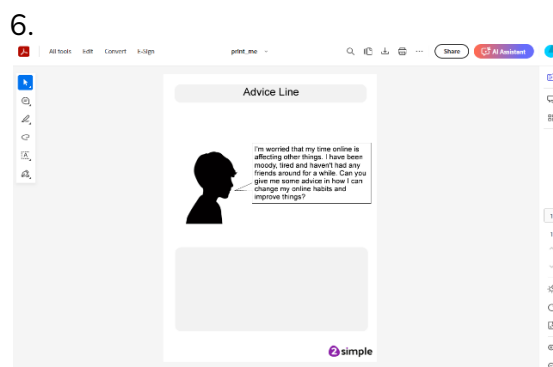 6.
All tools Edit Convert E-Sign print_me Share AI Assistant
Advice Line
I'm worried that my time online is
affecting other things. I have been
moody, tired and haven't had any
friends around for a while. Can you
give me some advice in how I can
change my online habits and
improve things?
2simple